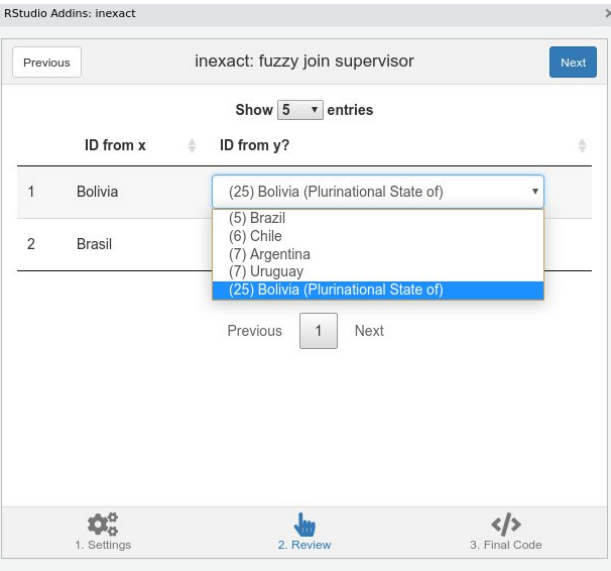 RStudio Addins: inexact
Previous
inexact: fuzzy join supervisor
Next
Show 5 entries
ID from x
ID from y?
1 Bolivia (25) Bolivia (Plurinational State of)
(5) Brazil
(6) Chile
2 Brasil
(7) Argentina
(7) Uruguay
(25) Bolivia (Plurinational State of)
Previous 1 Next
1. Settings
2. Review
3. Final Code